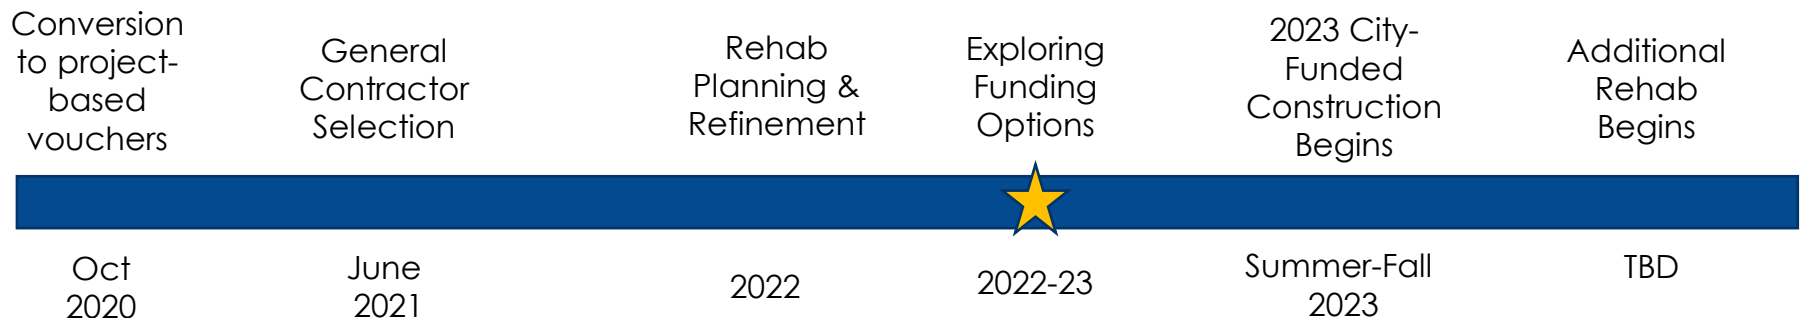 Conversion
to project-
based
vouchers
General
Contractor
Selection
Rehab
Planning &
Refinement
Exploring
Funding
Options
2023 City-
Funded
Construction
Begins
Additional
Rehab
Begins
Oct
2020
June
2021
2022
2022-23
Summer-Fall
2023
TBD